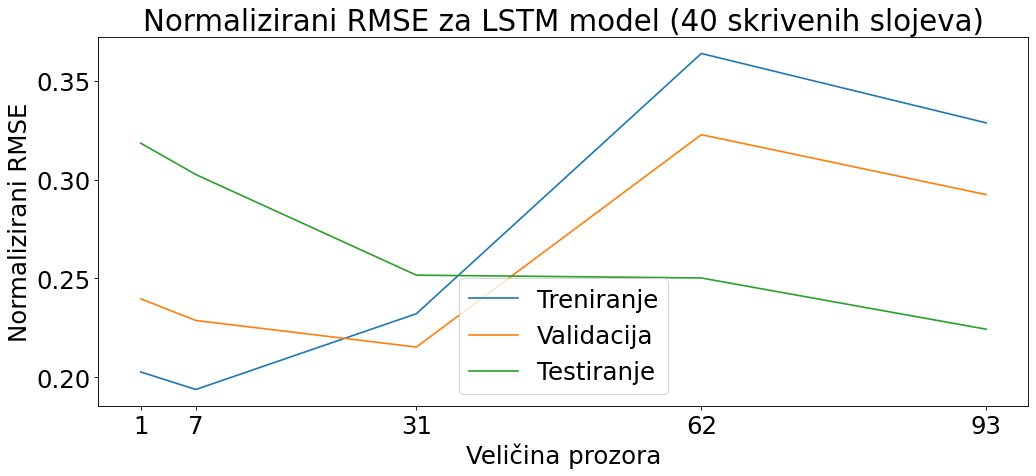 Normalizirani RMSE za LSTM model (40 skrivenih slojeva)
Normalizirani RMSE
0.35
0.30
0.25
0.20
Treniranje
Validacija
Testiranje
1 7 31 62 93
Veličina prozora